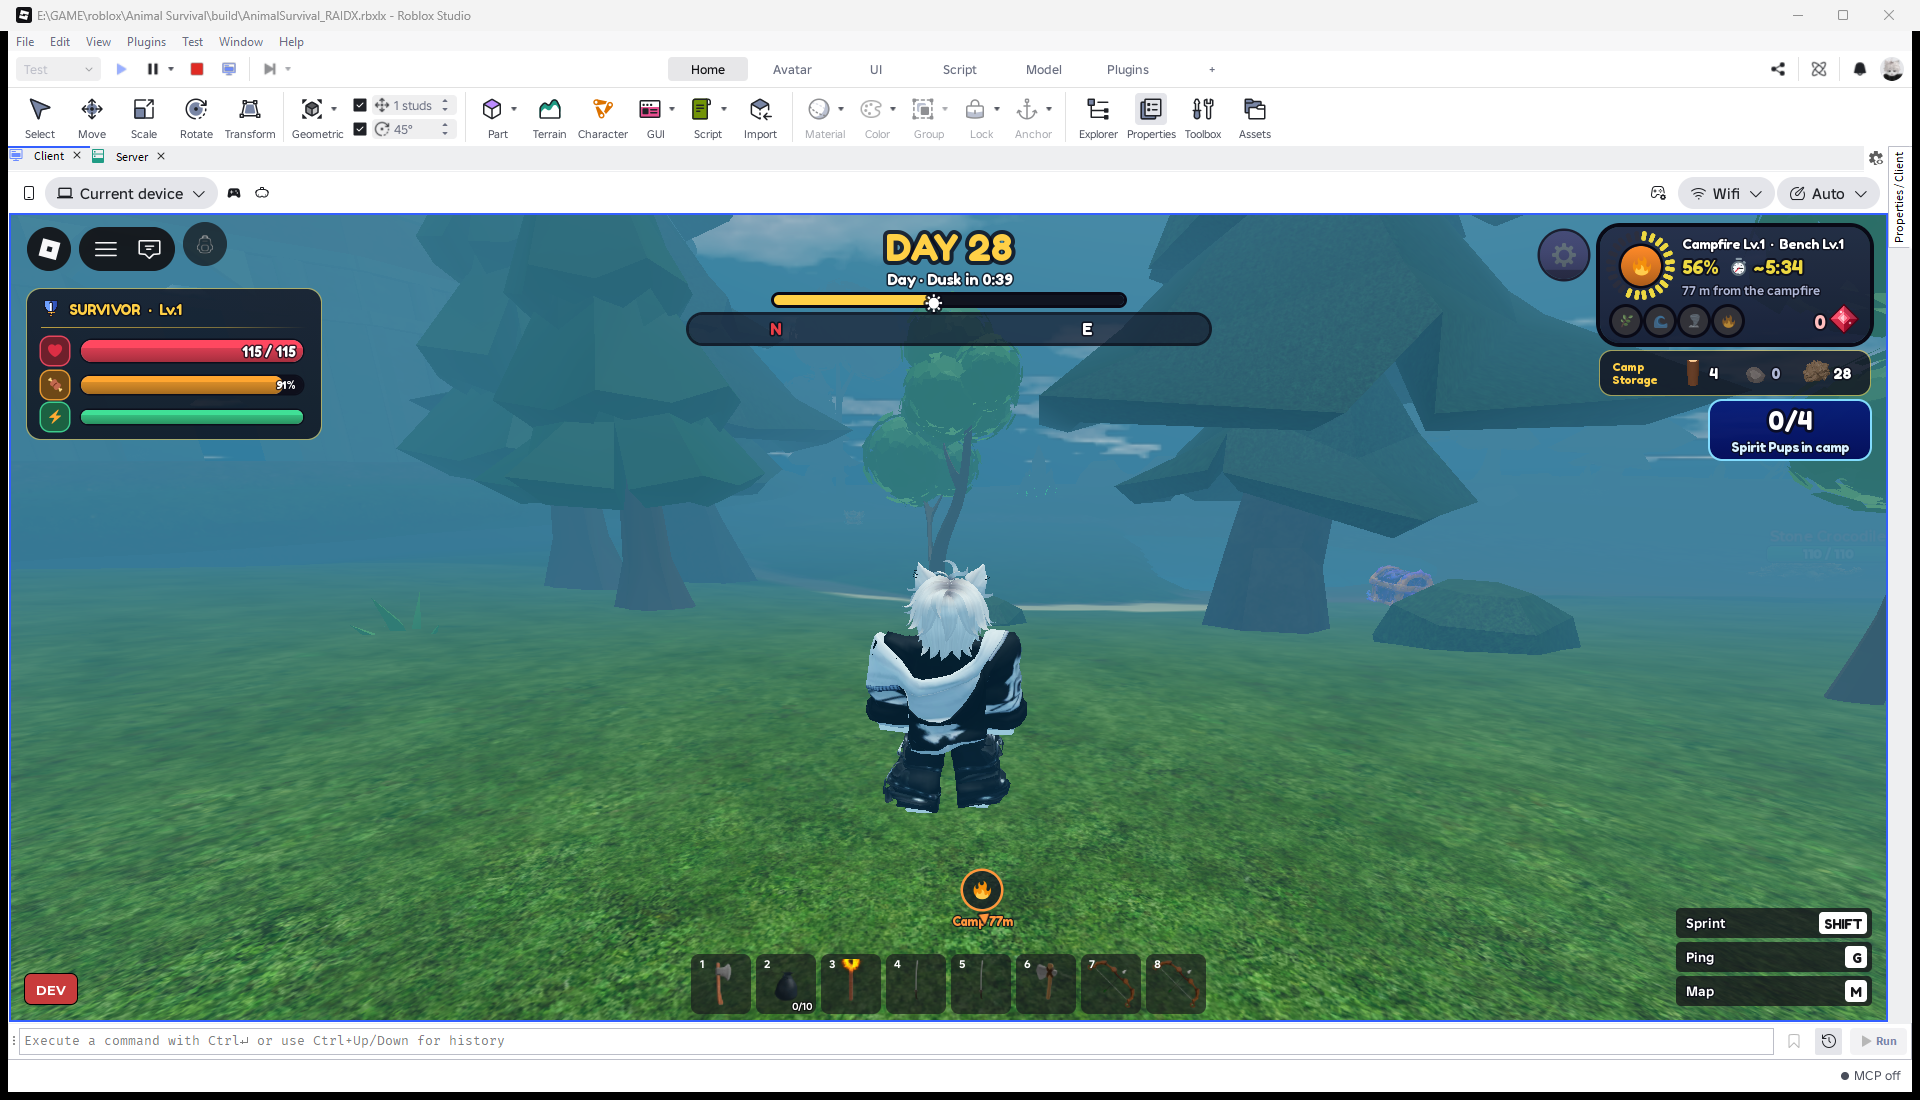 E:\GAME\roblox\Animal Survival\build\AnimalSurvival_RAIDX.rbxlx - Roblox Studio
File Edit View Plugins Test Window Help
Test
Home Avatar UI Script Model Plugins +
1 studs
45°
Select Move Scale Rotate Transform Geometric Part Terrain Character GUI Script Import Material Color Group Lock Anchor Explorer Properties Toolbox Assets
Client Server
Properties / Client
Current device
Wifi Auto
DAY 28
Day · Dusk in 0:39
N E
SURVIVOR · Lv.1
115 / 115
91%
Campfire Lv.1 · Bench Lv.1
56% ~5:34
77 m from the campfire
0
Camp Storage
4 0 28
0/4
Spirit Pups in camp
Stone Crocodile
110 / 110
Camp 77m
Sprint SHIFT
Ping G
Map M
DEV
1 2 3 4 5 6 7 8
0/10
Execute a command with Ctrl↵ or use Ctrl+Up/Down for history
Run
MCP off